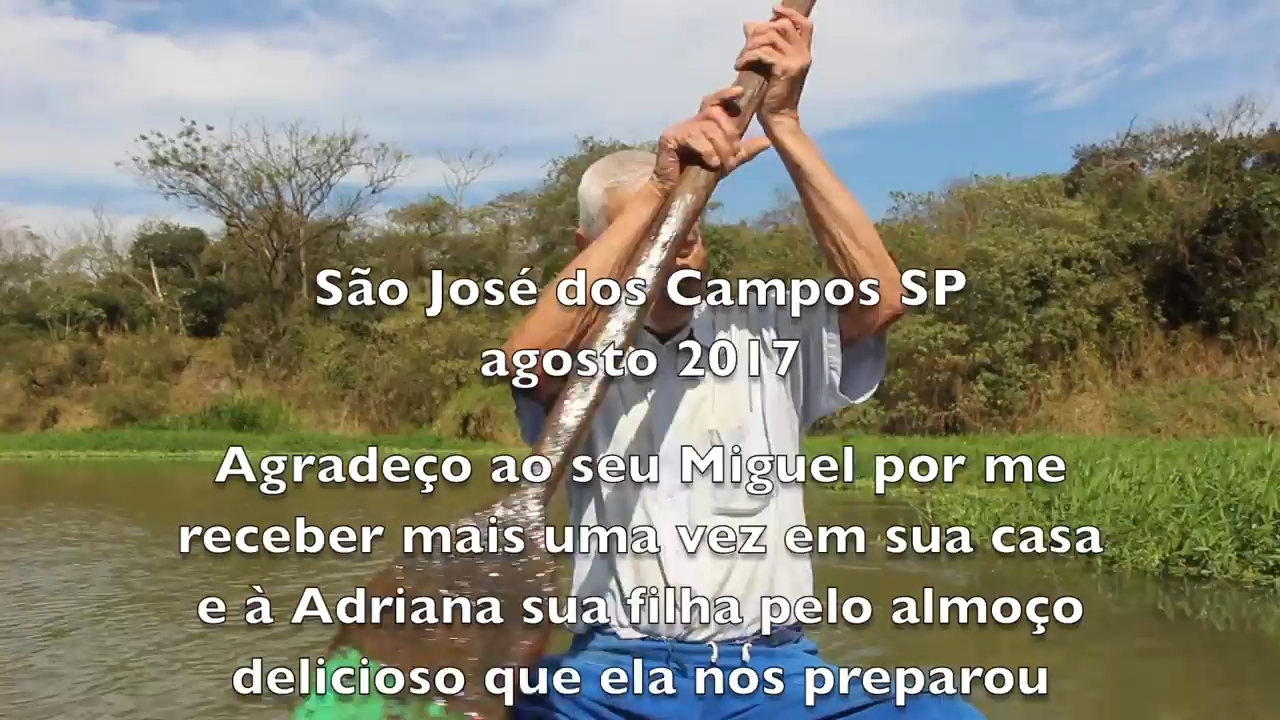 São José dos Campos SP
agosto 2017
Agradeço ao seu Miguel por me
receber mais uma vez em sua casa
e à Adriana sua filha pelo almoço
delicioso que ela nos preparou